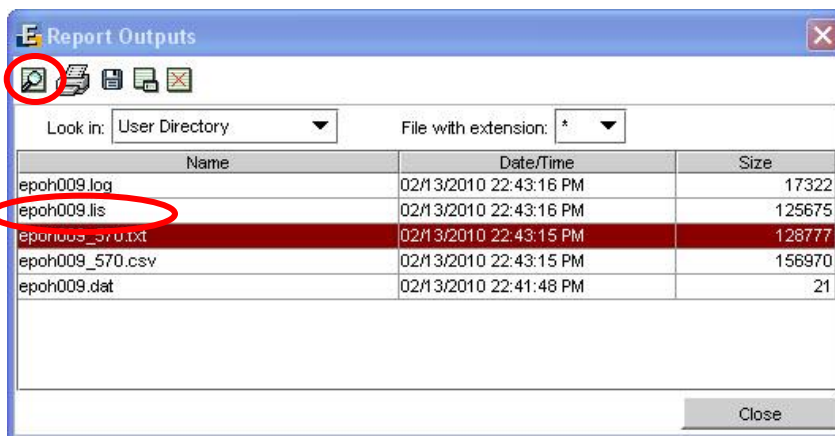 E Report Outputs
Look in: User Directory File with extension: *
Name Date/Time Size
epoh009.log 02/13/2010 22:43:16 PM 17322
epoh009.lis 02/13/2010 22:43:16 PM 125675
epoh009_570.txt 02/13/2010 22:43:15 PM 128777
epoh009_570.csv 02/13/2010 22:43:15 PM 156970
epoh009.dat 02/13/2010 22:41:48 PM 21
Close